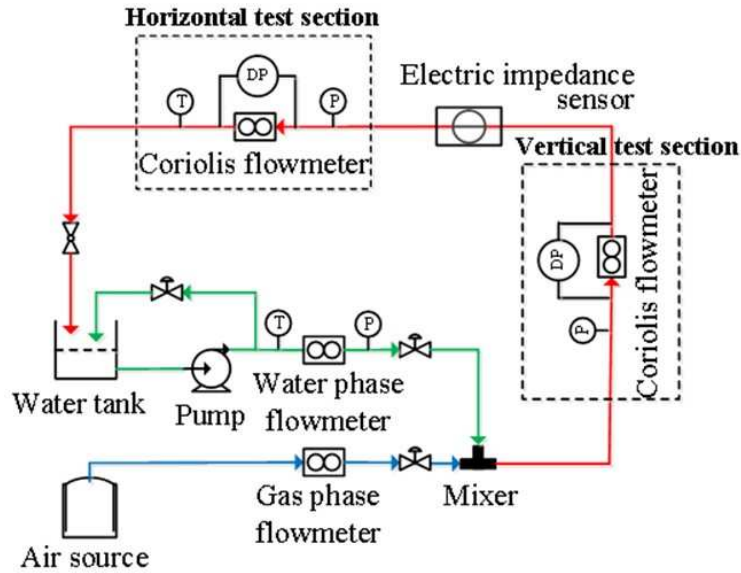 Horizontal test section
DP
T
P
Electric impedance
sensor
Coriolis flowmeter
Vertical test section
DP
P
Coriolis flowmeter
T
P
Water tank
Pump
Water phase
flowmeter
Gas phase
flowmeter
Mixer
Air source